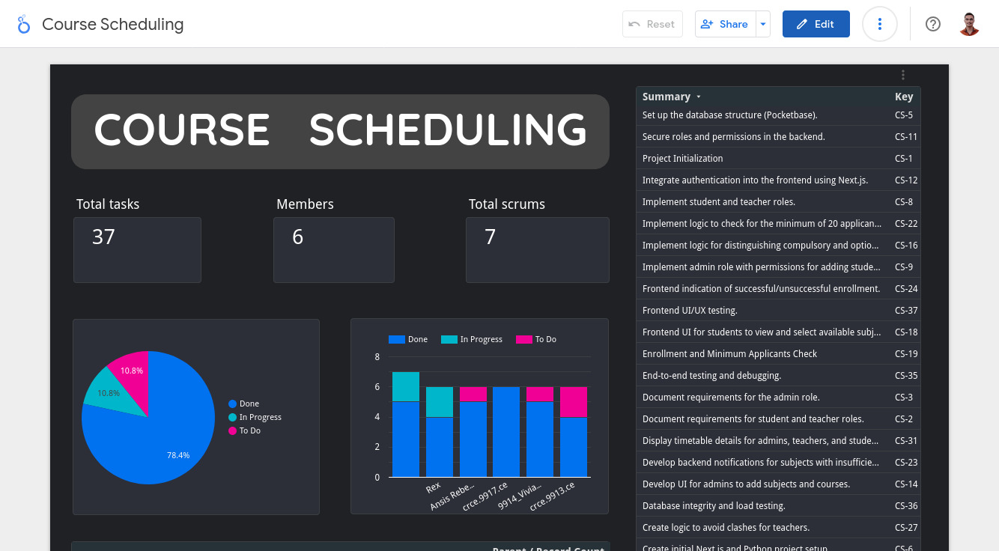 Course Scheduling
Reset
Share
Edit
COURSE SCHEDULING
Total tasks
37
Members
6
Total scrums
7
10.8%
10.8%
78.4%
Done
In Progress
To Do
Done In Progress To Do
8
6
4
2
0
Rex
Ansis Rebe...
crce.9917.ce
9914_Vivia...
crce.9913.ce
Parent / Record Count
Summary Key
Set up the database structure (Pocketbase). CS-5
Secure roles and permissions in the backend. CS-11
Project Initialization CS-1
Integrate authentication into the frontend using Next.js. CS-12
Implement student and teacher roles. CS-8
Implement logic to check for the minimum of 20 applican... CS-22
Implement logic for distinguishing compulsory and optio... CS-16
Implement admin role with permissions for adding stude... CS-9
Frontend indication of successful/unsuccessful enrollment. CS-24
Frontend UI/UX testing. CS-37
Frontend UI for students to view and select available subj... CS-18
Enrollment and Minimum Applicants Check CS-19
End-to-end testing and debugging. CS-35
Document requirements for the admin role. CS-3
Document requirements for student and teacher roles. CS-2
Display timetable details for admins, teachers, and stude... CS-31
Develop backend notifications for subjects with insufficie... CS-23
Develop UI for admins to add subjects and courses. CS-14
Database integrity and load testing. CS-36
Create logic to avoid clashes for teachers. CS-27
Create initial Next.js and Python project setup. CS-6